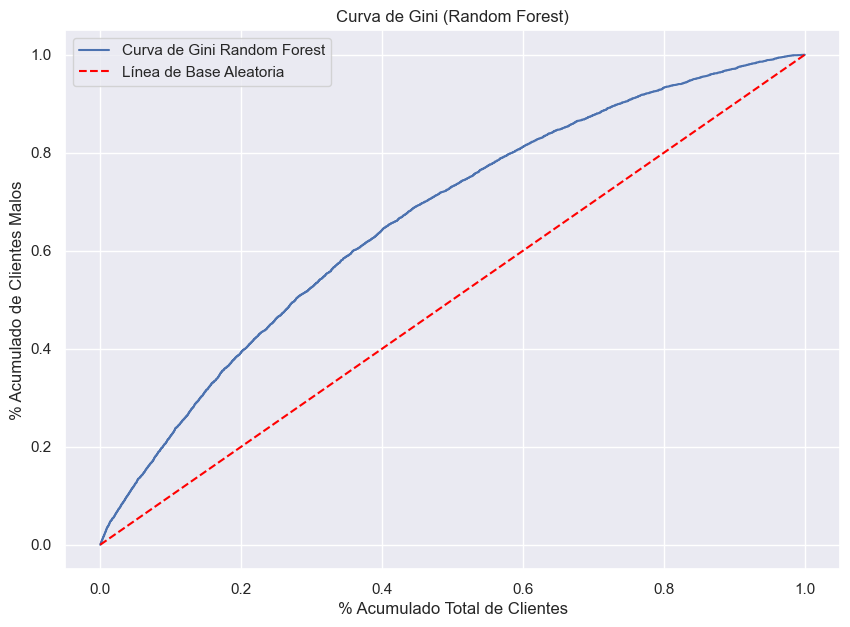 Curva de Gini (Random Forest)
Curva de Gini Random Forest
Línea de Base Aleatoria
% Acumulado de Clientes Malos
1.0
0.8
0.6
0.4
0.2
0.0
0.0 0.2 0.4 0.6 0.8 1.0
% Acumulado Total de Clientes